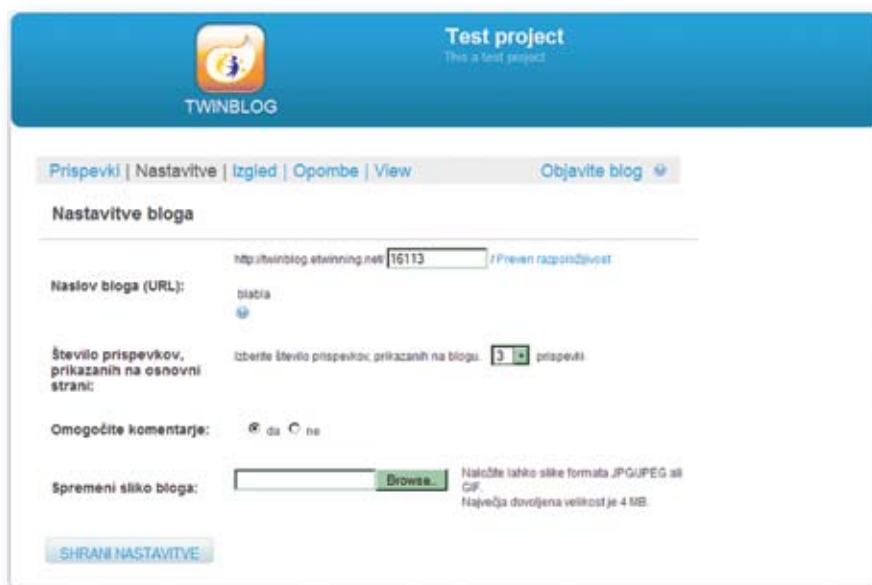 Test project
This a test project
TWINBLOG
Prispevki | Nastavitve | Izgled | Opombe | View
Objavite blog
Nastavitve bloga
http://twinblog.etwinning.net/ 16113 / Preveri razpoložljivost
Naslov bloga (URL):
blabla
Število prispevkov,
prikazanih na osnovni
strani:
Izberite število prispevkov, prikazanih na blogu. 3 prispevki
Omogočite komentarje:
da ne
Spremeni sliko bloga:
Browse..
Naložite lahko slike formata JPG/JPEG ali
GIF.
Največja dovoljena velikost je 4 MB.
SHRANI NASTAVITVE